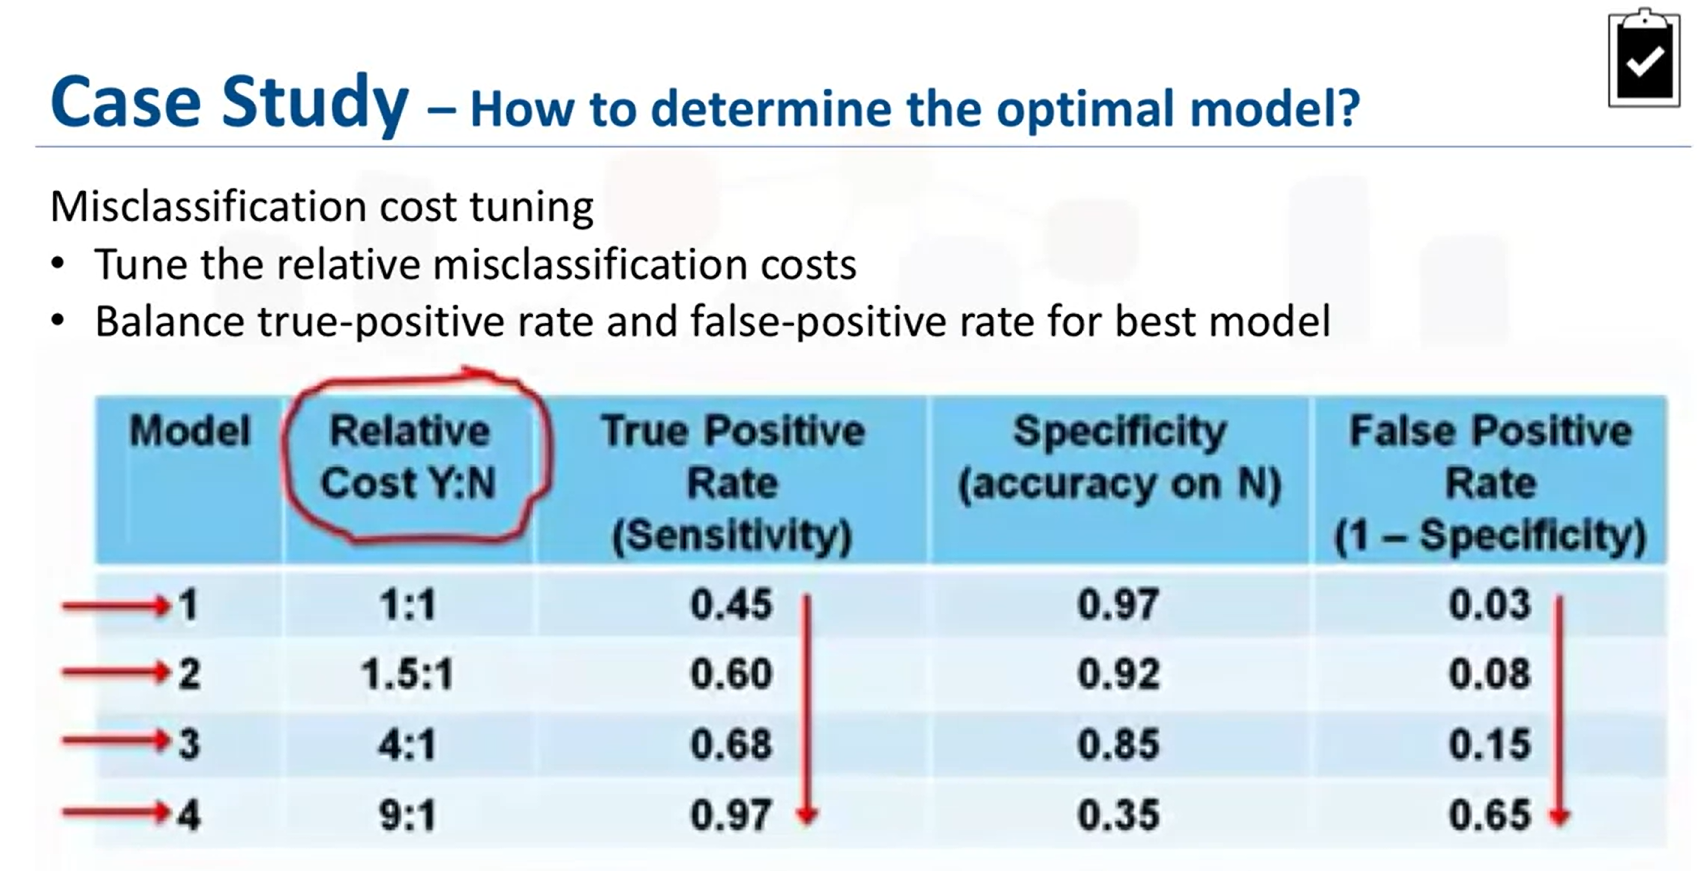 Case Study – How to determine the optimal model?
Misclassification cost tuning
• Tune the relative misclassification costs
• Balance true-positive rate and false-positive rate for best model
Model Relative Cost Y:N True Positive Rate (Sensitivity) Specificity (accuracy on N) False Positive Rate (1 – Specificity)
1 1:1 0.45 0.97 0.03
2 1.5:1 0.60 0.92 0.08
3 4:1 0.68 0.85 0.15
4 9:1 0.97 0.35 0.65